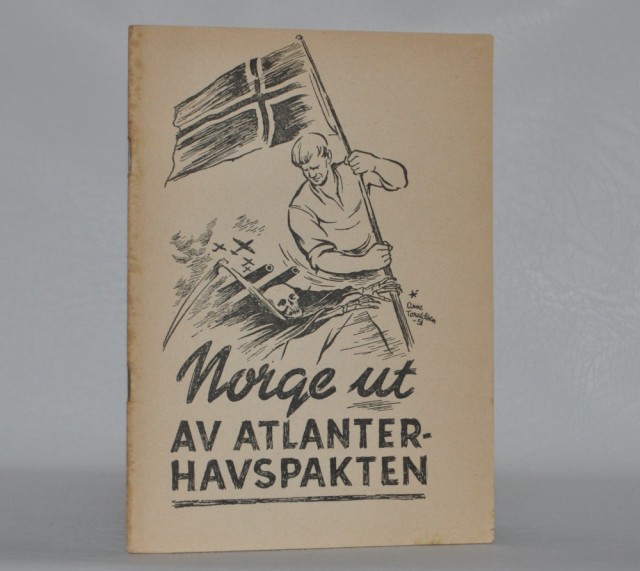 Norge ut
AV ATLANTER-
HAVSPAKTEN